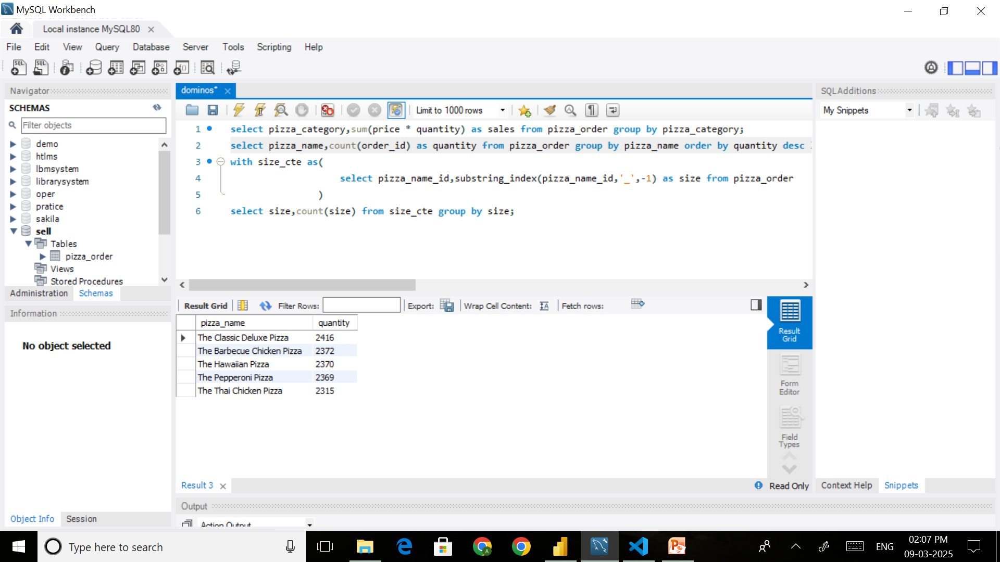 MySQL Workbench
Local instance MySQL80
File Edit View Query Database Server Tools Scripting Help
Navigator
SCHEMAS
Filter objects
demo
htlms
lbmsystem
librarysystem
oper
pratice
sakila
sell
Tables
pizza_order
Views
Stored Procedures
Administration Schemas
Information
No object selected
Object Info Session
dominos*
Limit to 1000 rows
1 select pizza_category,sum(price * quantity) as sales from pizza_order group by pizza_category;
2 select pizza_name,count(order_id) as quantity from pizza_order group by pizza_name order by quantity desc
3 with size_cte as(
4 select pizza_name_id,substring_index(pizza_name_id,'_',-1) as size from pizza_order
5 )
6 select size,count(size) from size_cte group by size;
Result Grid Filter Rows: Export: Wrap Cell Content: Fetch rows:
pizza_name quantity
The Classic Deluxe Pizza 2416
The Barbecue Chicken Pizza 2372
The Hawaiian Pizza 2370
The Pepperoni Pizza 2369
The Thai Chicken Pizza 2315
Result
Grid
Form
Editor
Field
Types
Result 3
Read Only
Output
Action Output
SQLAdditions
My Snippets
Context Help Snippets
Type here to search
ENG
02:07 PM
09-03-2025